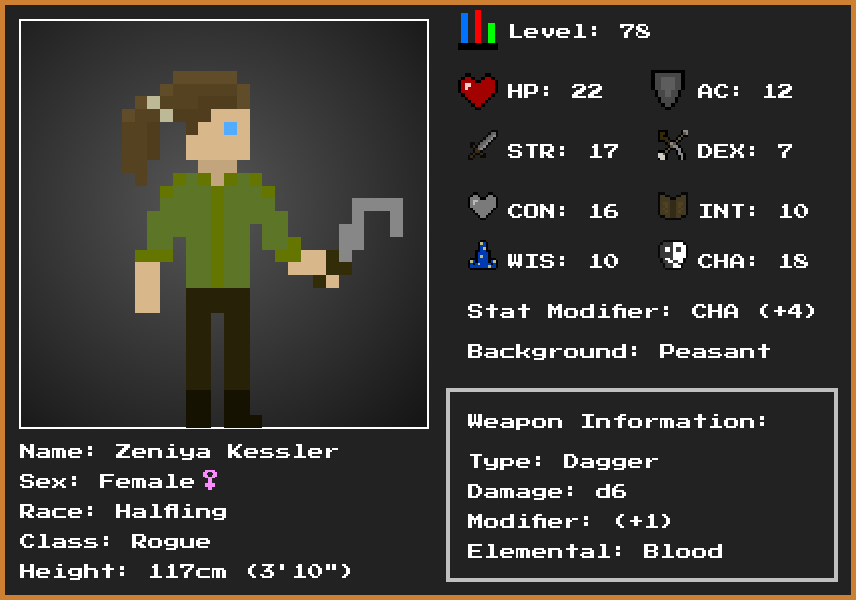 Level: 78
HP: 22 AC: 12
STR: 17 DEX: 7
CON: 16 INT: 10
WIS: 10 CHA: 18
Stat Modifier: CHA (+4)
Background: Peasant
Weapon Information:
Type: Dagger
Damage: d6
Modifier: (+1)
Elemental: Blood
Name: Zeniya Kessler
Sex: Female♀
Race: Halfling
Class: Rogue
Height: 117cm (3'10")